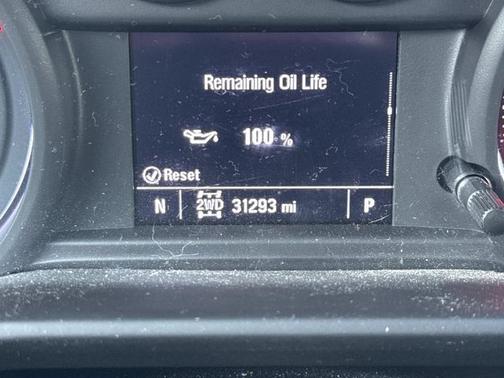 Remaining Oil Life
100 %
Reset
N 2WD 31293 mi P